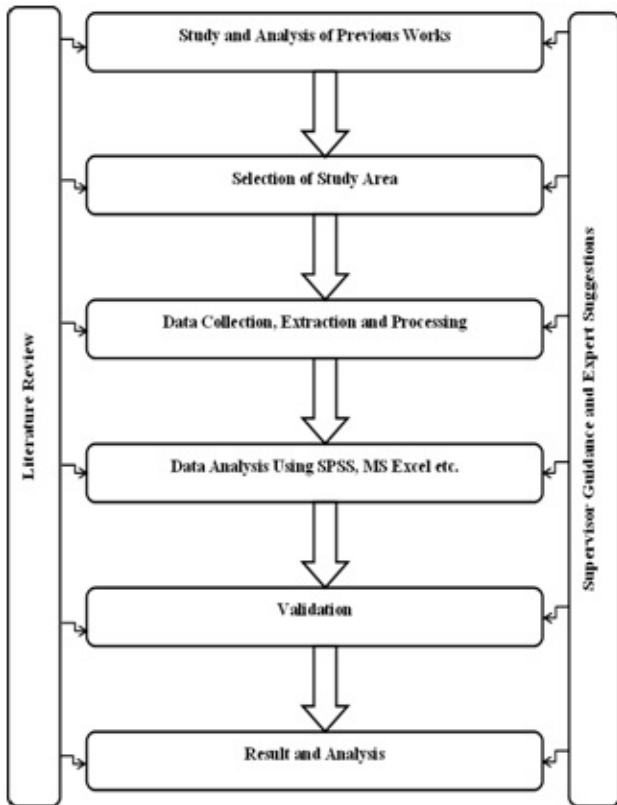 Study and Analysis of Previous Works
Selection of Study Area
Data Collection, Extraction and Processing
Data Analysis Using SPSS, MS Excel etc.
Validation
Result and Analysis
Literature Review
Supervisor Guidance and Expert Suggestions